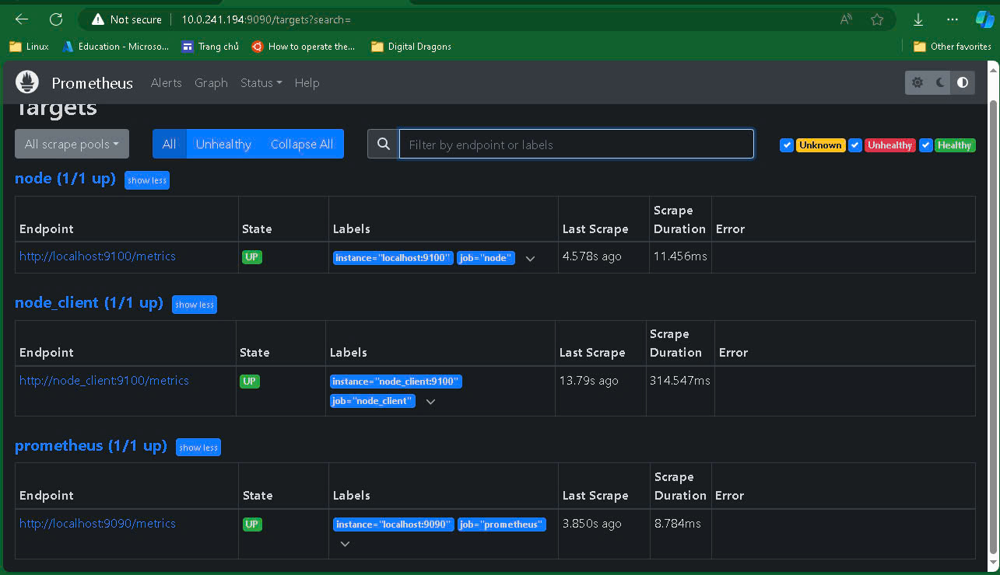 Not secure 10.0.241.194:9090/targets?search=
Linux Education - Microso... Trang chủ How to operate the... Digital Dragons Other favorites
Prometheus Alerts Graph Status Help
Targets
All scrape pools All Unhealthy Collapse All Filter by endpoint or labels Unknown Unhealthy Healthy
node (1/1 up) show less
Endpoint State Labels Last Scrape Scrape Duration Error
http://localhost:9100/metrics UP instance="localhost:9100" job="node" 4.578s ago 11.456ms
node_client (1/1 up) show less
Endpoint State Labels Last Scrape Scrape Duration Error
http://node_client:9100/metrics UP instance="node_client:9100" 13.79s ago 314.547ms
job="node_client"
prometheus (1/1 up) show less
Endpoint State Labels Last Scrape Scrape Duration Error
http://localhost:9090/metrics UP instance="localhost:9090" job="prometheus" 3.850s ago 8.784ms